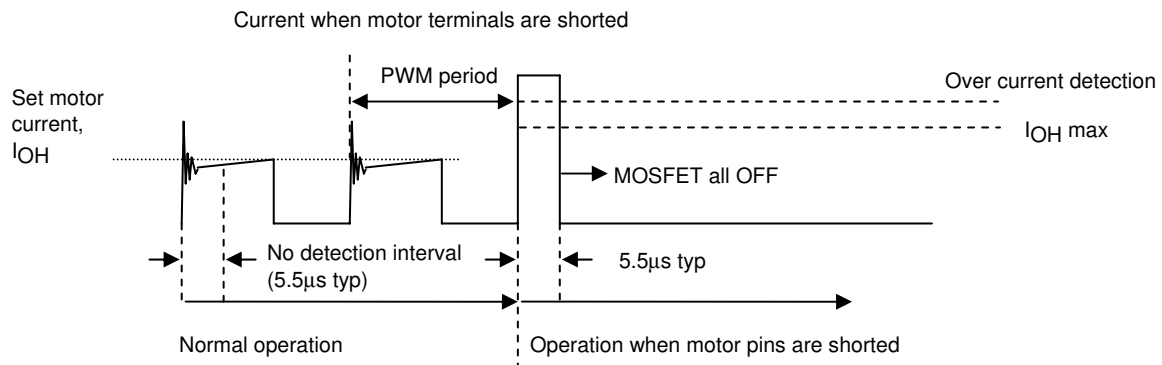 Current when motor terminals are shorted
PWM period
Over current detection
Set motor
current,
IOH
IOH max
MOSFET all OFF
No detection interval
(5.5μs typ)
5.5μs typ
Normal operation
Operation when motor pins are shorted